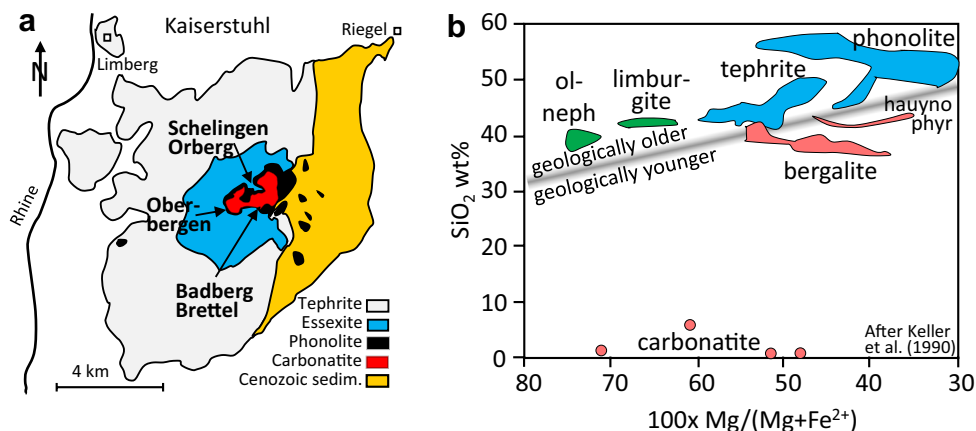 a
Kaiserstuhl
Riegel
N
Limberg
Schelingen
Orberg
Ober-
bergen
Rhine
Badberg
Brettel
Tephrite
Essexite
Phonolite
Carbonatite
Cenozoic sedim.
4 km
b
60
50
40
30
20
10
0
SiO2 wt%
phonolite
tephrite
ol-
neph
limbur-
gite
hauyno
phyr
geologically older
geologically younger
bergalite
carbonatite
After Keller
et al. (1990)
80 70 60 50 40 30
100x Mg/(Mg+Fe²⁺)